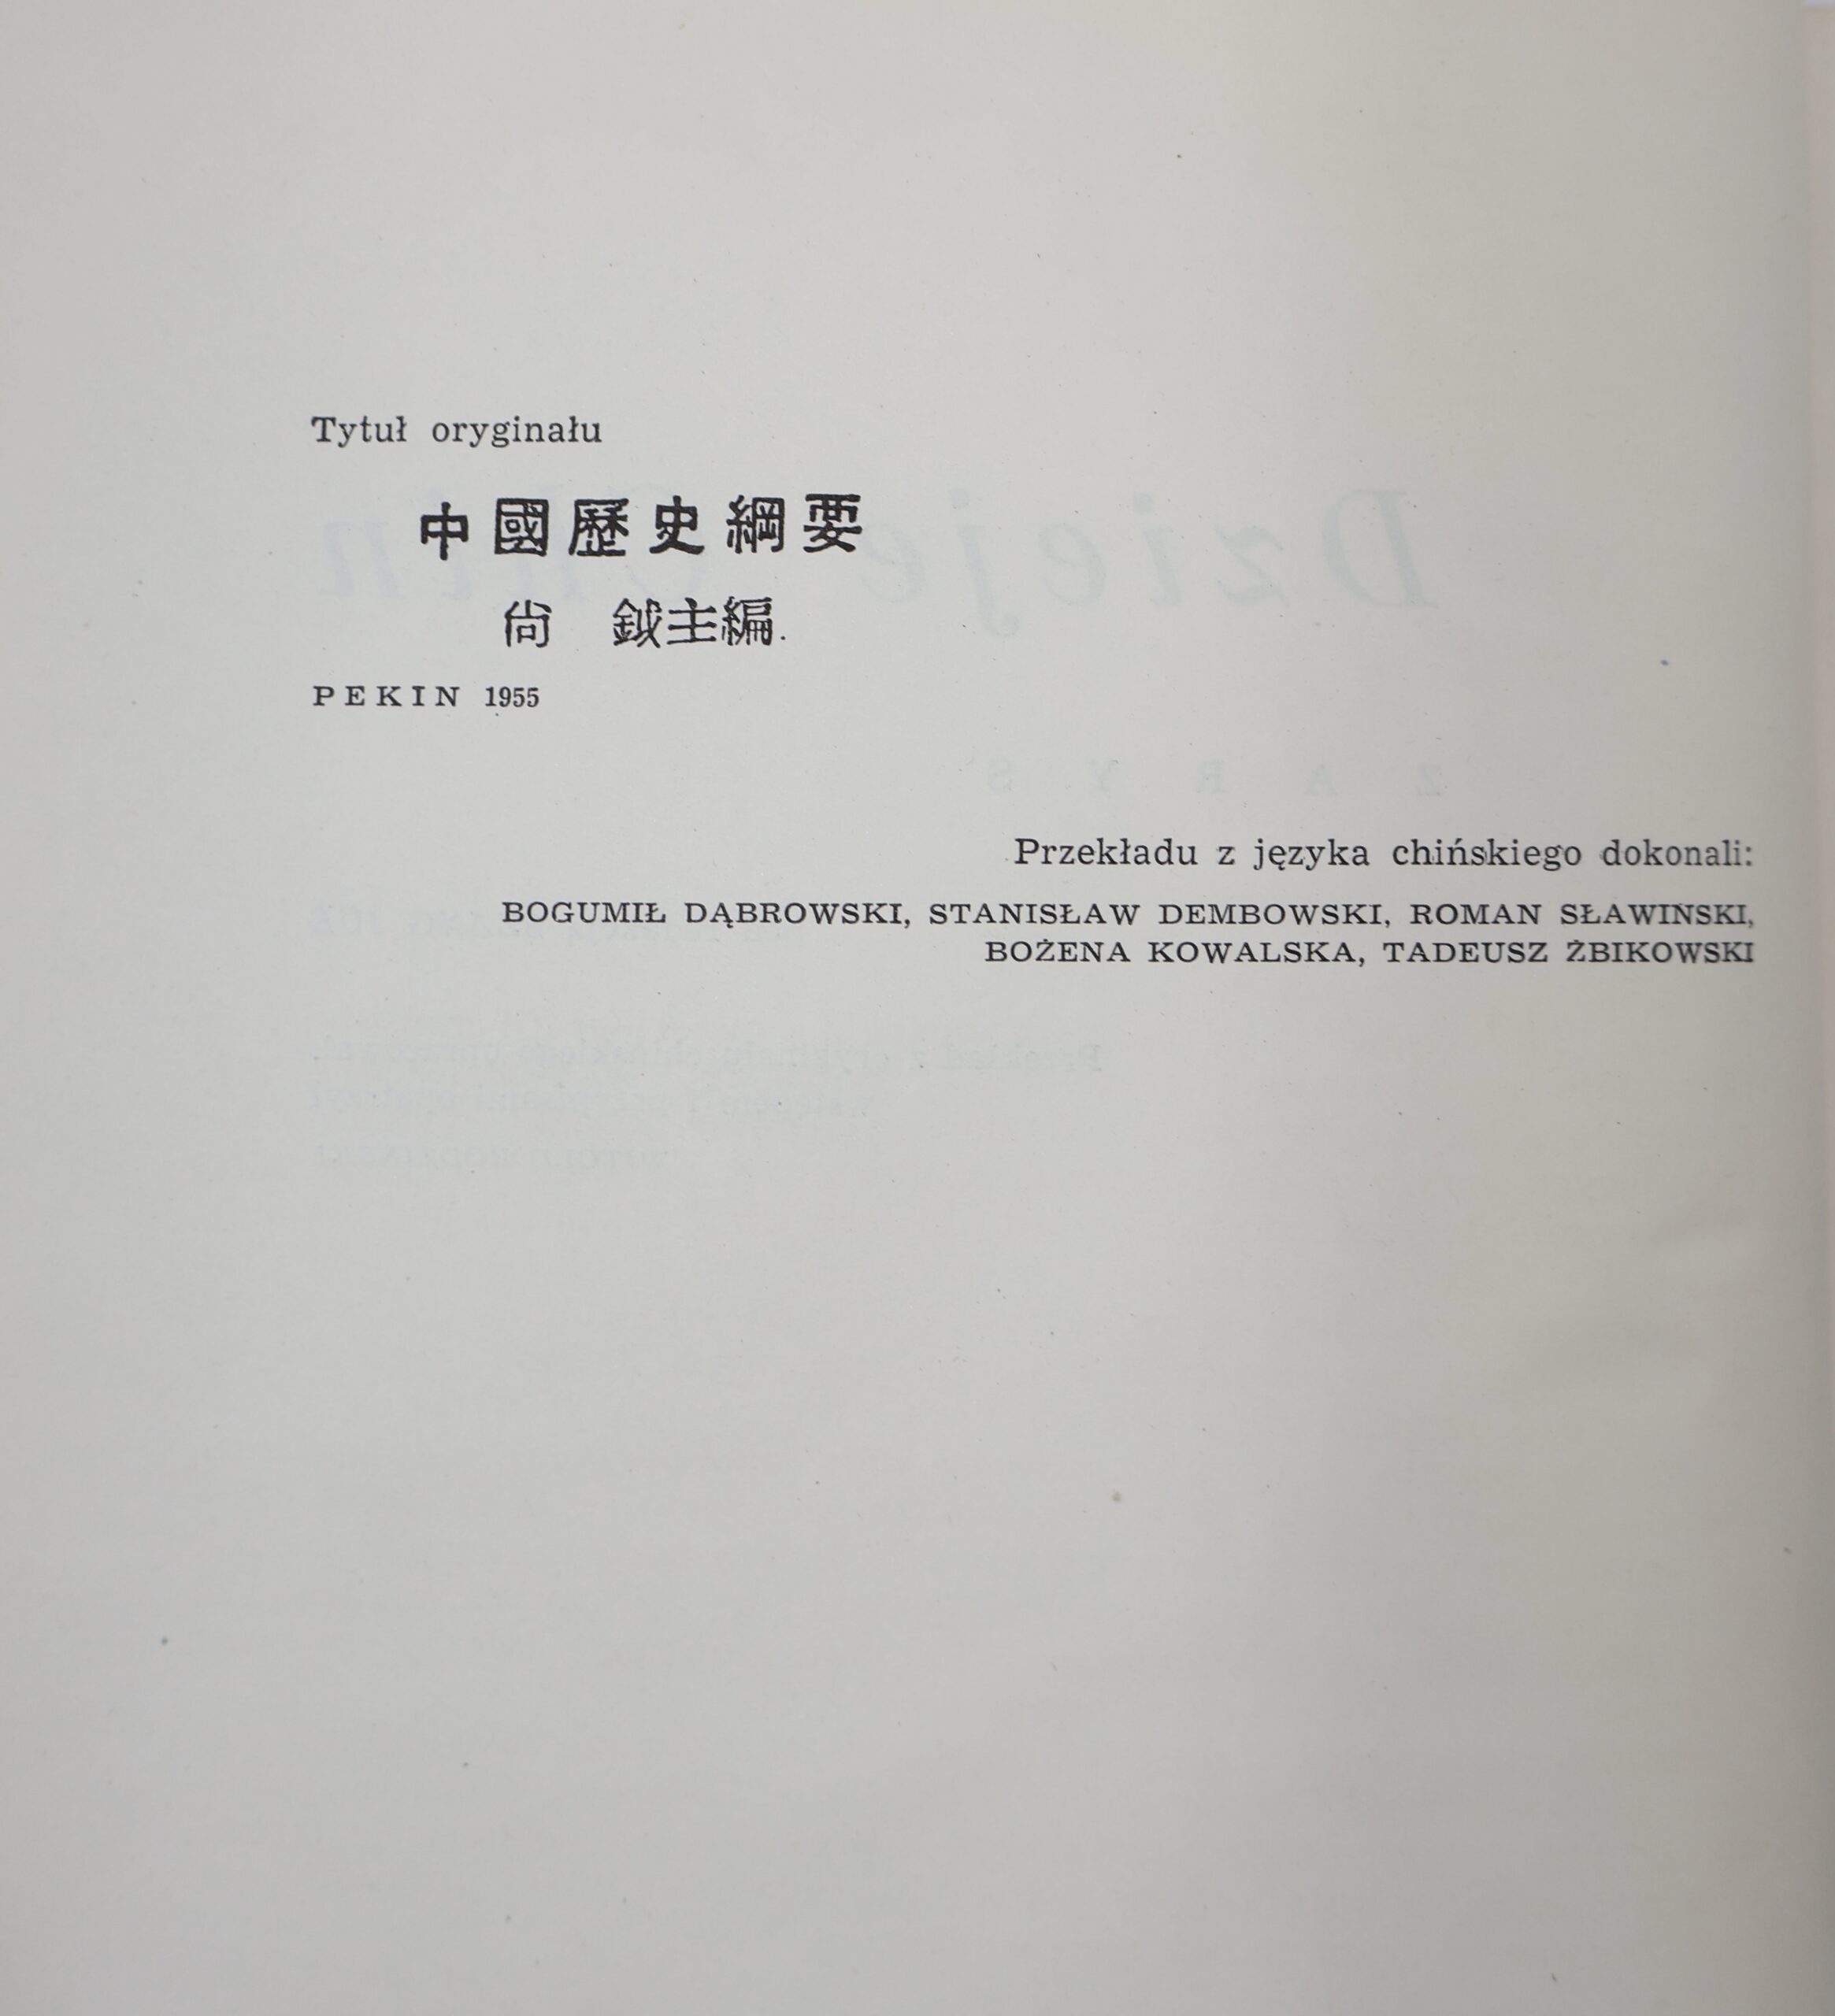 Tytuł oryginału
中國歷史綱要
尙 鉞主編.
PEKIN 1955
Przekładu z języka chińskiego dokonali:
BOGUMIŁ DĄBROWSKI, STANISŁAW DEMBOWSKI, ROMAN SŁAWIŃSKI,
BOŻENA KOWALSKA, TADEUSZ ŻBIKOWSKI